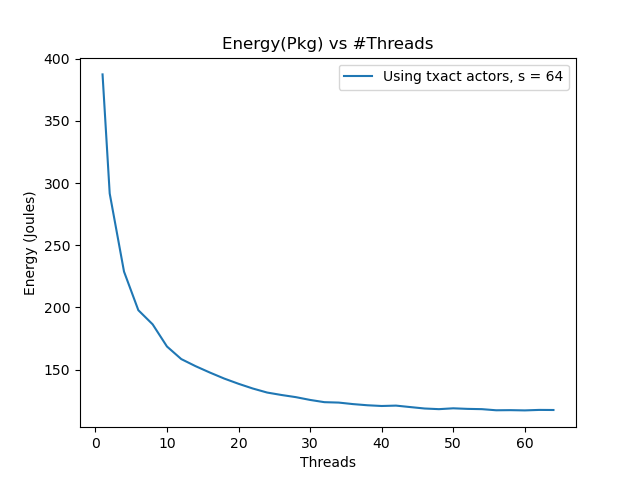 Energy(Pkg) vs #Threads
Using txact actors, s = 64
Energy (Joules)
400
350
300
250
200
150
0 10 20 30 40 50 60
Threads